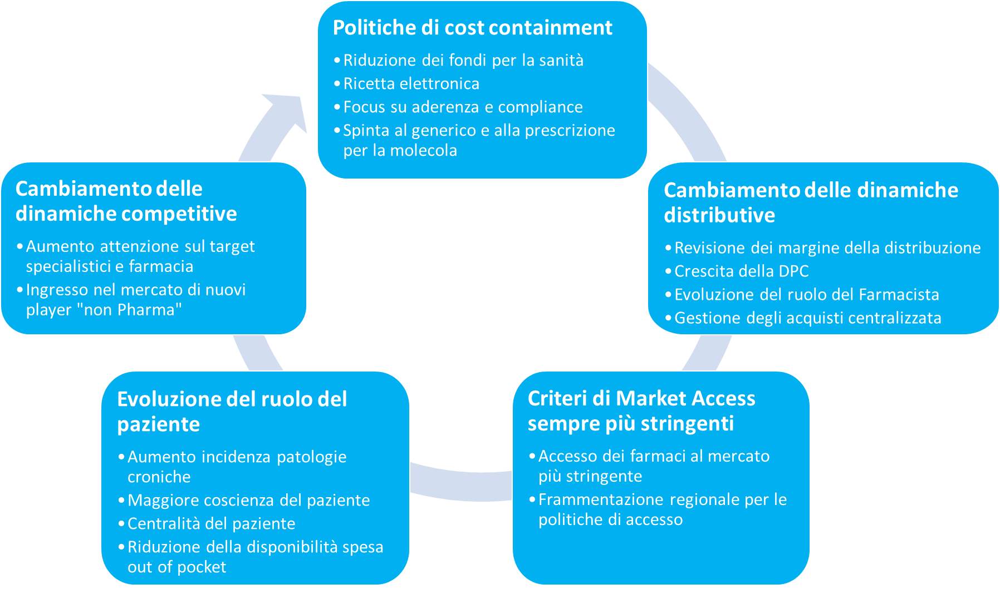 Politiche di cost containment
• Riduzione dei fondi per la sanità
• Ricetta elettronica
• Focus su aderenza e compliance
• Spinta al generico e alla prescrizione
per la molecola
Cambiamento delle dinamiche
distributive
• Revisione dei margine della distribuzione
• Crescita della DPC
• Evoluzione del ruolo del Farmacista
• Gestione degli acquisti centralizzata
Criteri di Market Access
sempre più stringenti
• Accesso dei farmaci al mercato
più stringente
• Frammentazione regionale per le
politiche di accesso
Evoluzione del ruolo del
paziente
• Aumento incidenza patologie
croniche
• Maggiore coscienza del paziente
• Centralità del paziente
• Riduzione della disponibilità spesa
out of pocket
Cambiamento delle
dinamiche competitive
• Aumento attenzione sul target
specialistici e farmacia
• Ingresso nel mercato di nuovi
player "non Pharma"